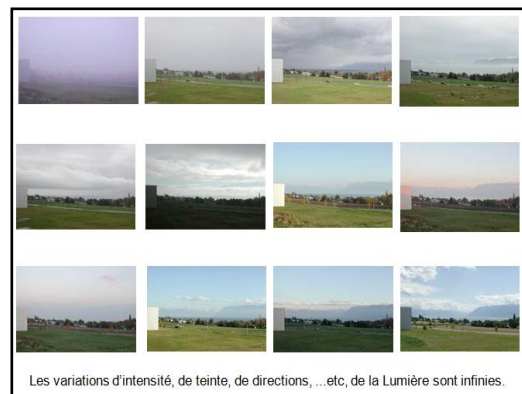 Les variations d'intensité, de teinte, de directions, ...etc, de la Lumière sont infinies.